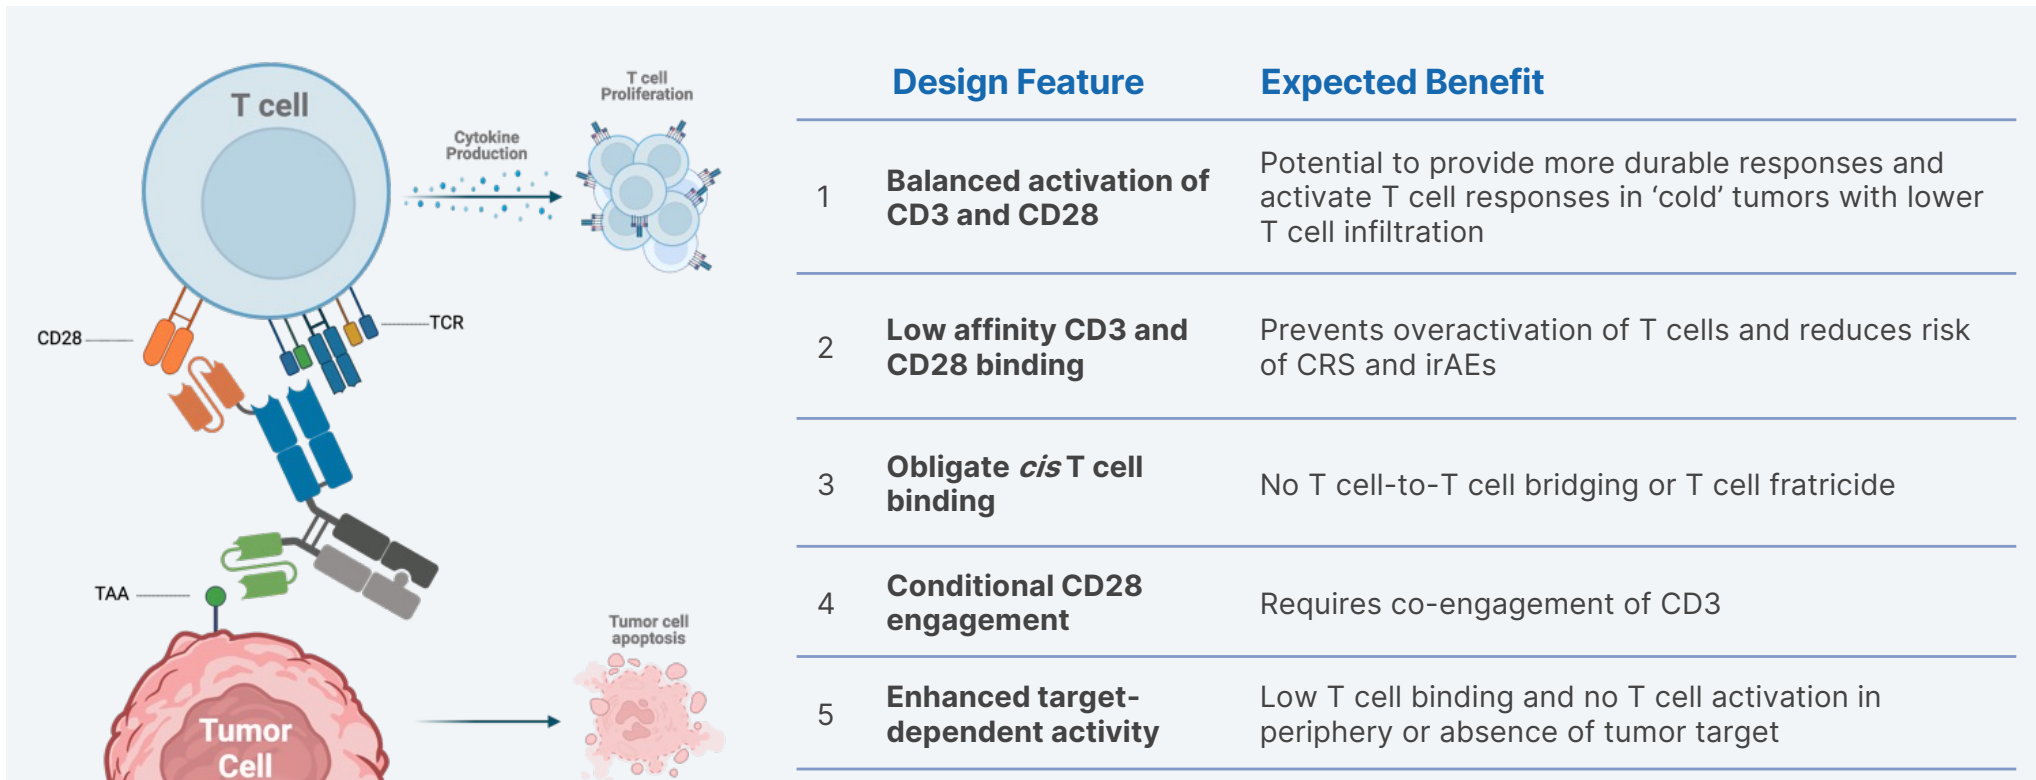 T cell
Cytokine
Production
T cell
Proliferation
CD28
TCR
TAA
Tumor
Cell
Tumor cell
apoptosis
Design Feature
Expected Benefit
1
Balanced activation of
CD3 and CD28
Potential to provide more durable responses and
activate T cell responses in ‘cold’ tumors with lower
T cell infiltration
2
Low affinity CD3 and
CD28 binding
Prevents overactivation of T cells and reduces risk
of CRS and irAEs
3
Obligate cis T cell
binding
No T cell-to-T cell bridging or T cell fratricide
4
Conditional CD28
engagement
Requires co-engagement of CD3
5
Enhanced target-
dependent activity
Low T cell binding and no T cell activation in
periphery or absence of tumor target